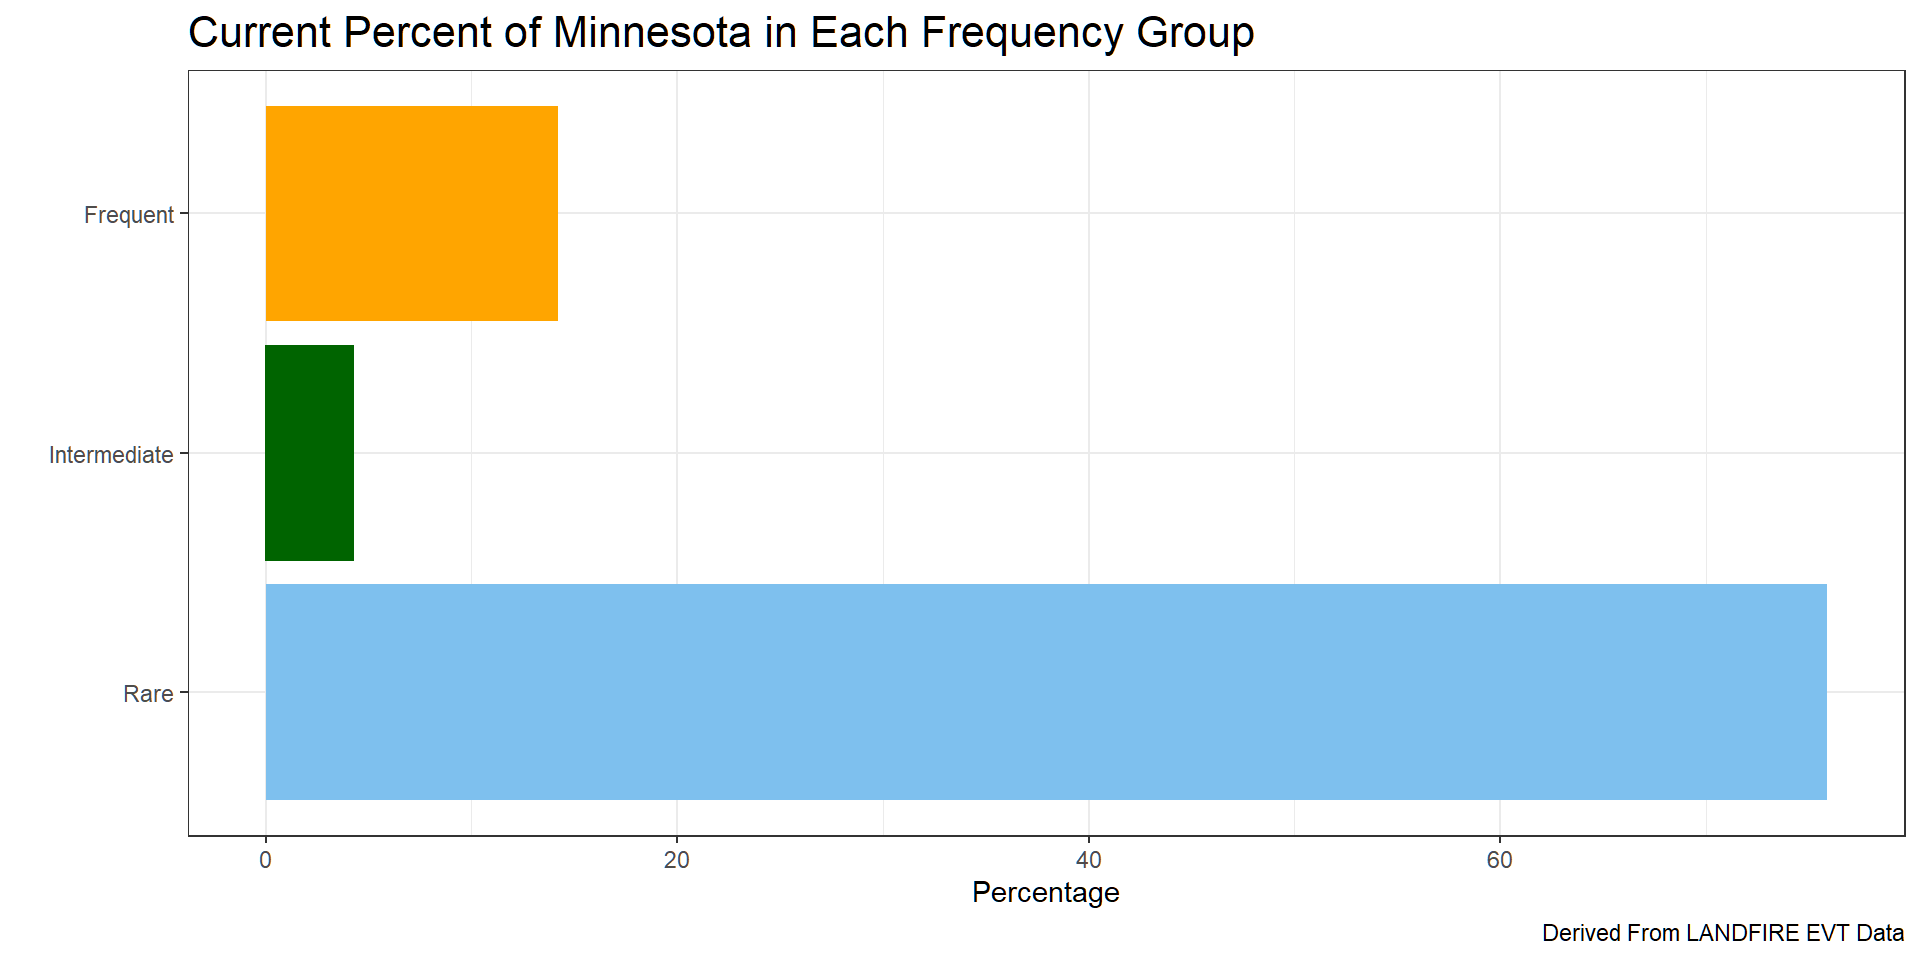 Current Percent of Minnesota in Each Frequency Group
Frequent
Intermediate
Rare
0 20 40 60
Percentage
Derived From LANDFIRE EVT Data